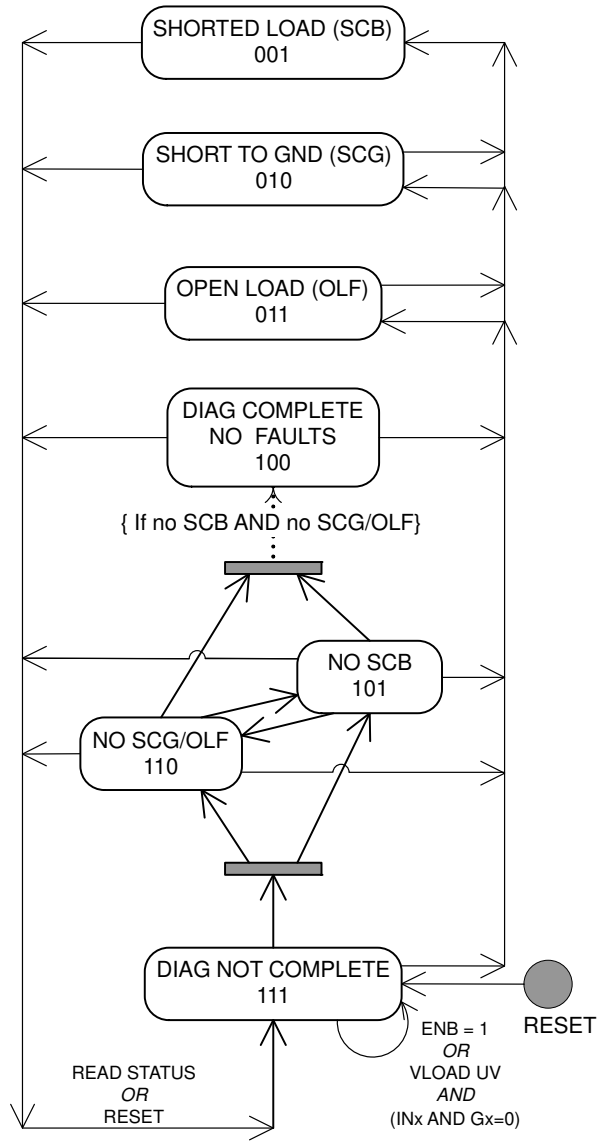 SHORTED LOAD (SCB)
001
SHORT TO GND (SCG)
010
OPEN LOAD (OLF)
011
DIAG COMPLETE
NO FAULTS
100
{ If no SCB AND no SCG/OLF}
NO SCB
101
NO SCG/OLF
110
DIAG NOT COMPLETE
111
RESET
ENB = 1
OR
VLOAD UV
AND
(INx AND Gx=0)
READ STATUS
OR
RESET